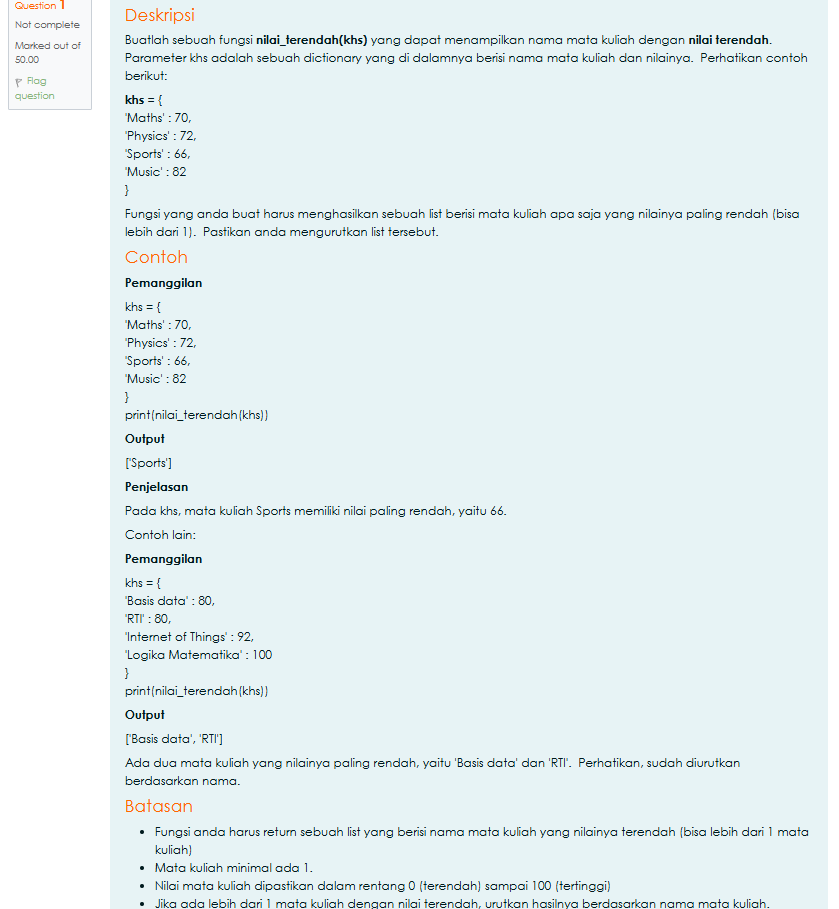 Question 1
Not complete
Marked out of
50.00
Flag
question
Deskripsi
Buatlah sebuah fungsi nilai_terendah(khs) yang dapat menampilkan nama mata kuliah dengan nilai terendah.
Parameter khs adalah sebuah dictionary yang di dalamnya berisi nama mata kuliah dan nilainya. Perhatikan contoh
berikut:
khs = {
'Maths' : 70,
'Physics' : 72,
'Sports' : 66,
'Music' : 82
}
Fungsi yang anda buat harus menghasilkan sebuah list berisi mata kuliah apa saja yang nilainya paling rendah (bisa
lebih dari 1). Pastikan anda mengurutkan list tersebut.
Contoh
Pemanggilan
khs = {
'Maths' : 70,
'Physics' : 72,
'Sports' : 66,
'Music' : 82
}
print(nilai_terendah(khs))
Output
['Sports']
Penjelasan
Pada khs, mata kuliah Sports memiliki nilai paling rendah, yaitu 66.
Contoh lain:
Pemanggilan
khs = {
'Basis data' : 80,
'RTI' : 80,
'Internet of Things' : 92,
'Logika Matematika' : 100
}
print(nilai_terendah(khs))
Output
['Basis data', 'RTI']
Ada dua mata kuliah yang nilainya paling rendah, yaitu 'Basis data' dan 'RTI'. Perhatikan, sudah diurutkan
berdasarkan nama.
Batasan
• Fungsi anda harus return sebuah list yang berisi nama mata kuliah yang nilainya terendah (bisa lebih dari 1 mata
kuliah)
• Mata kuliah minimal ada 1.
• Nilai mata kuliah dipastikan dalam rentang 0 (terendah) sampai 100 (tertinggi)
• Jika ada lebih dari 1 mata kuliah dengan nilai terendah, urutkan hasilnya berdasarkan nama mata kuliah.